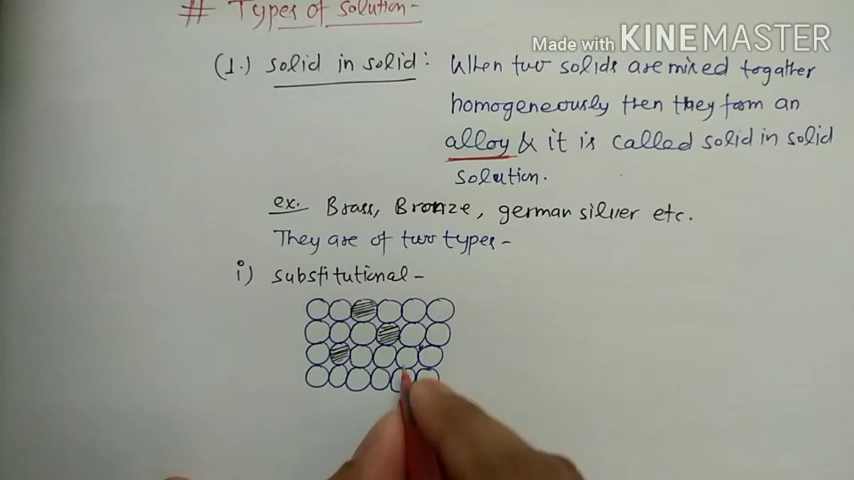 # Types of solution-
Made with KINEMASTER
(1.) solid in solid: When two solids are mixed togather
homogeneously then they form an
alloy & it is called solid in solid
solution.
ex. Brass, Bronze, german silver etc.
They are of two types-
i) substitutional-